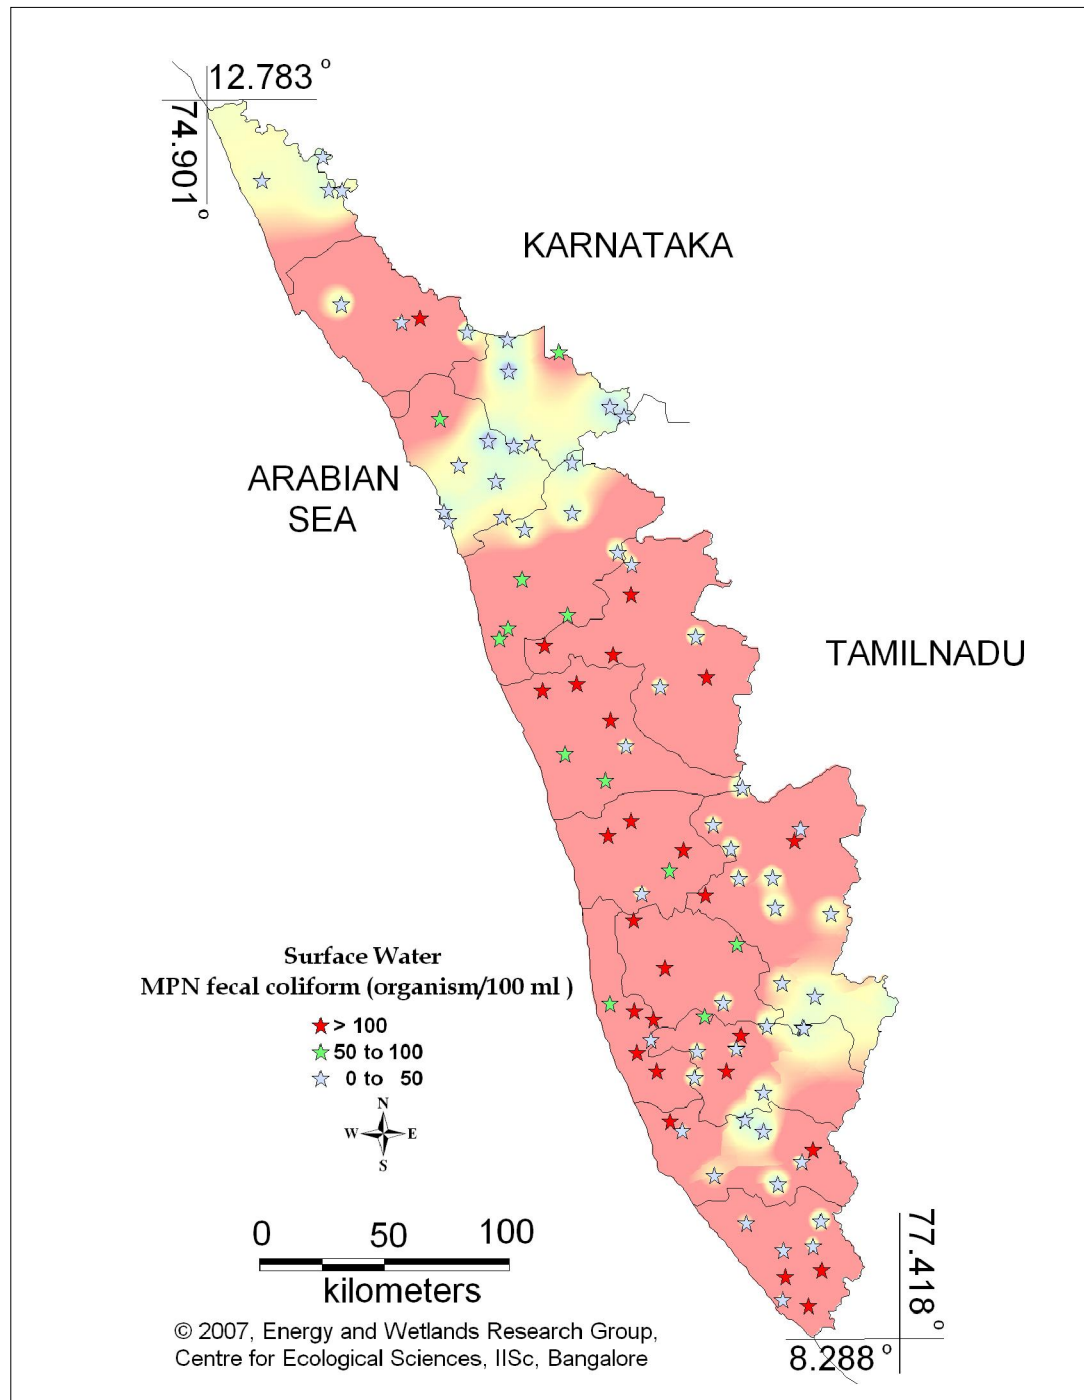 12.783 °
74.901°
KARNATAKA
ARABIAN
SEA
TAMILNADU
Surface Water
MPN fecal coliform (organism/100 ml )
> 100
50 to 100
0 to 50
N
W E
S
0 50 100
kilometers
77.418 °
8.288 °
© 2007, Energy and Wetlands Research Group,
Centre for Ecological Sciences, IISc, Bangalore